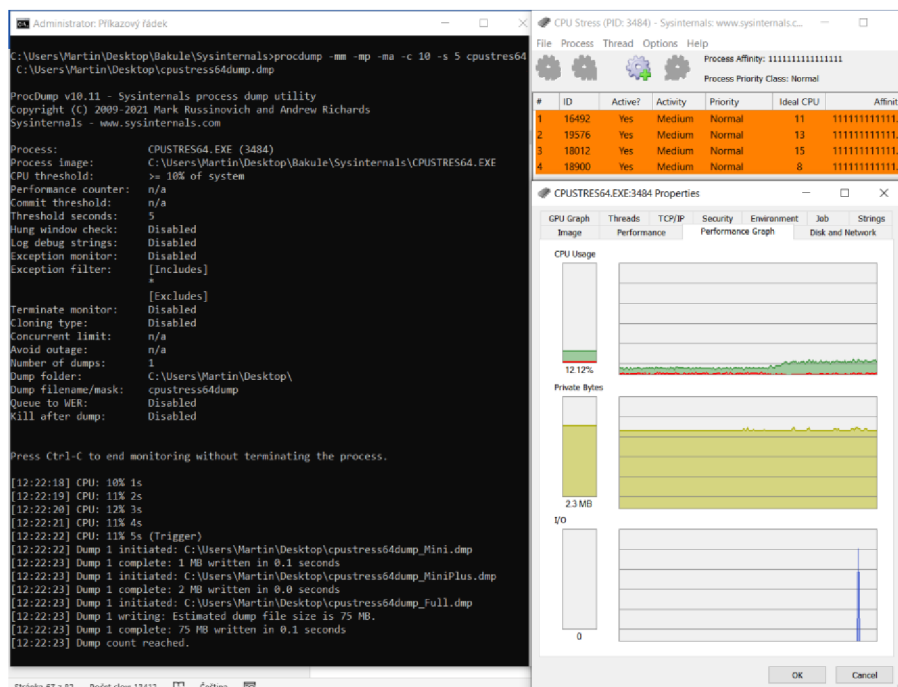 Administrator: Příkazový řádek
C:\Users\Martin\Desktop\Bakule\Sysinternals>procdump -mm -mp -ma -c 10 -s 5 cpustres64
C:\Users\Martin\Desktop\cpustress64dump.dmp
ProcDump v10.11 - Sysinternals process dump utility
Copyright (C) 2009-2021 Mark Russinovich and Andrew Richards
Sysinternals - www.sysinternals.com
Process: CPUSTRES64.EXE (3484)
Process image: C:\Users\Martin\Desktop\Bakule\Sysinternals\CPUSTRES64.EXE
CPU threshold: >= 10% of system
Performance counter: n/a
Commit threshold: n/a
Threshold seconds: 5
Hung window check: Disabled
Log debug strings: Disabled
Exception monitor: Disabled
Exception filter: [Includes]
*
[Excludes]
Terminate monitor: Disabled
Cloning type: Disabled
Concurrent limit: n/a
Avoid outage: n/a
Number of dumps: 1
Dump folder: C:\Users\Martin\Desktop\
Dump filename/mask: cpustress64dump
Queue to WER: Disabled
Kill after dump: Disabled
Press Ctrl-C to end monitoring without terminating the process.
[12:22:18] CPU: 10% 1s
[12:22:19] CPU: 11% 2s
[12:22:20] CPU: 12% 3s
[12:22:21] CPU: 11% 4s
[12:22:22] CPU: 11% 5s (Trigger)
[12:22:22] Dump 1 initiated: C:\Users\Martin\Desktop\cpustress64dump_Mini.dmp
[12:22:23] Dump 1 complete: 1 MB written in 0.1 seconds
[12:22:23] Dump 1 initiated: C:\Users\Martin\Desktop\cpustress64dump_MiniPlus.dmp
[12:22:23] Dump 1 complete: 2 MB written in 0.0 seconds
[12:22:23] Dump 1 initiated: C:\Users\Martin\Desktop\cpustress64dump_Full.dmp
[12:22:23] Dump 1 writing: Estimated dump file size is 75 MB.
[12:22:23] Dump 1 complete: 75 MB written in 0.1 seconds
[12:22:23] Dump count reached.
CPU Stress (PID: 3484) - Sysinternals: www.sysinternals.c...
File Process Thread Options Help
Process Affinity: 1111111111111111
Process Priority Class: Normal
# ID Active? Activity Priority Ideal CPU Affinit
1 16492 Yes Medium Normal 11 111111111111.
2 19576 Yes Medium Normal 13 111111111111.
3 18012 Yes Medium Normal 15 111111111111.
4 18900 Yes Medium Normal 8 111111111111.
CPUSTRES64.EXE:3484 Properties
GPU Graph Threads TCP/IP Security Environment Job Strings
Image Performance Performance Graph Disk and Network
CPU Usage
12.12%
Private Bytes
2.3 MB
I/O
0
OK Cancel